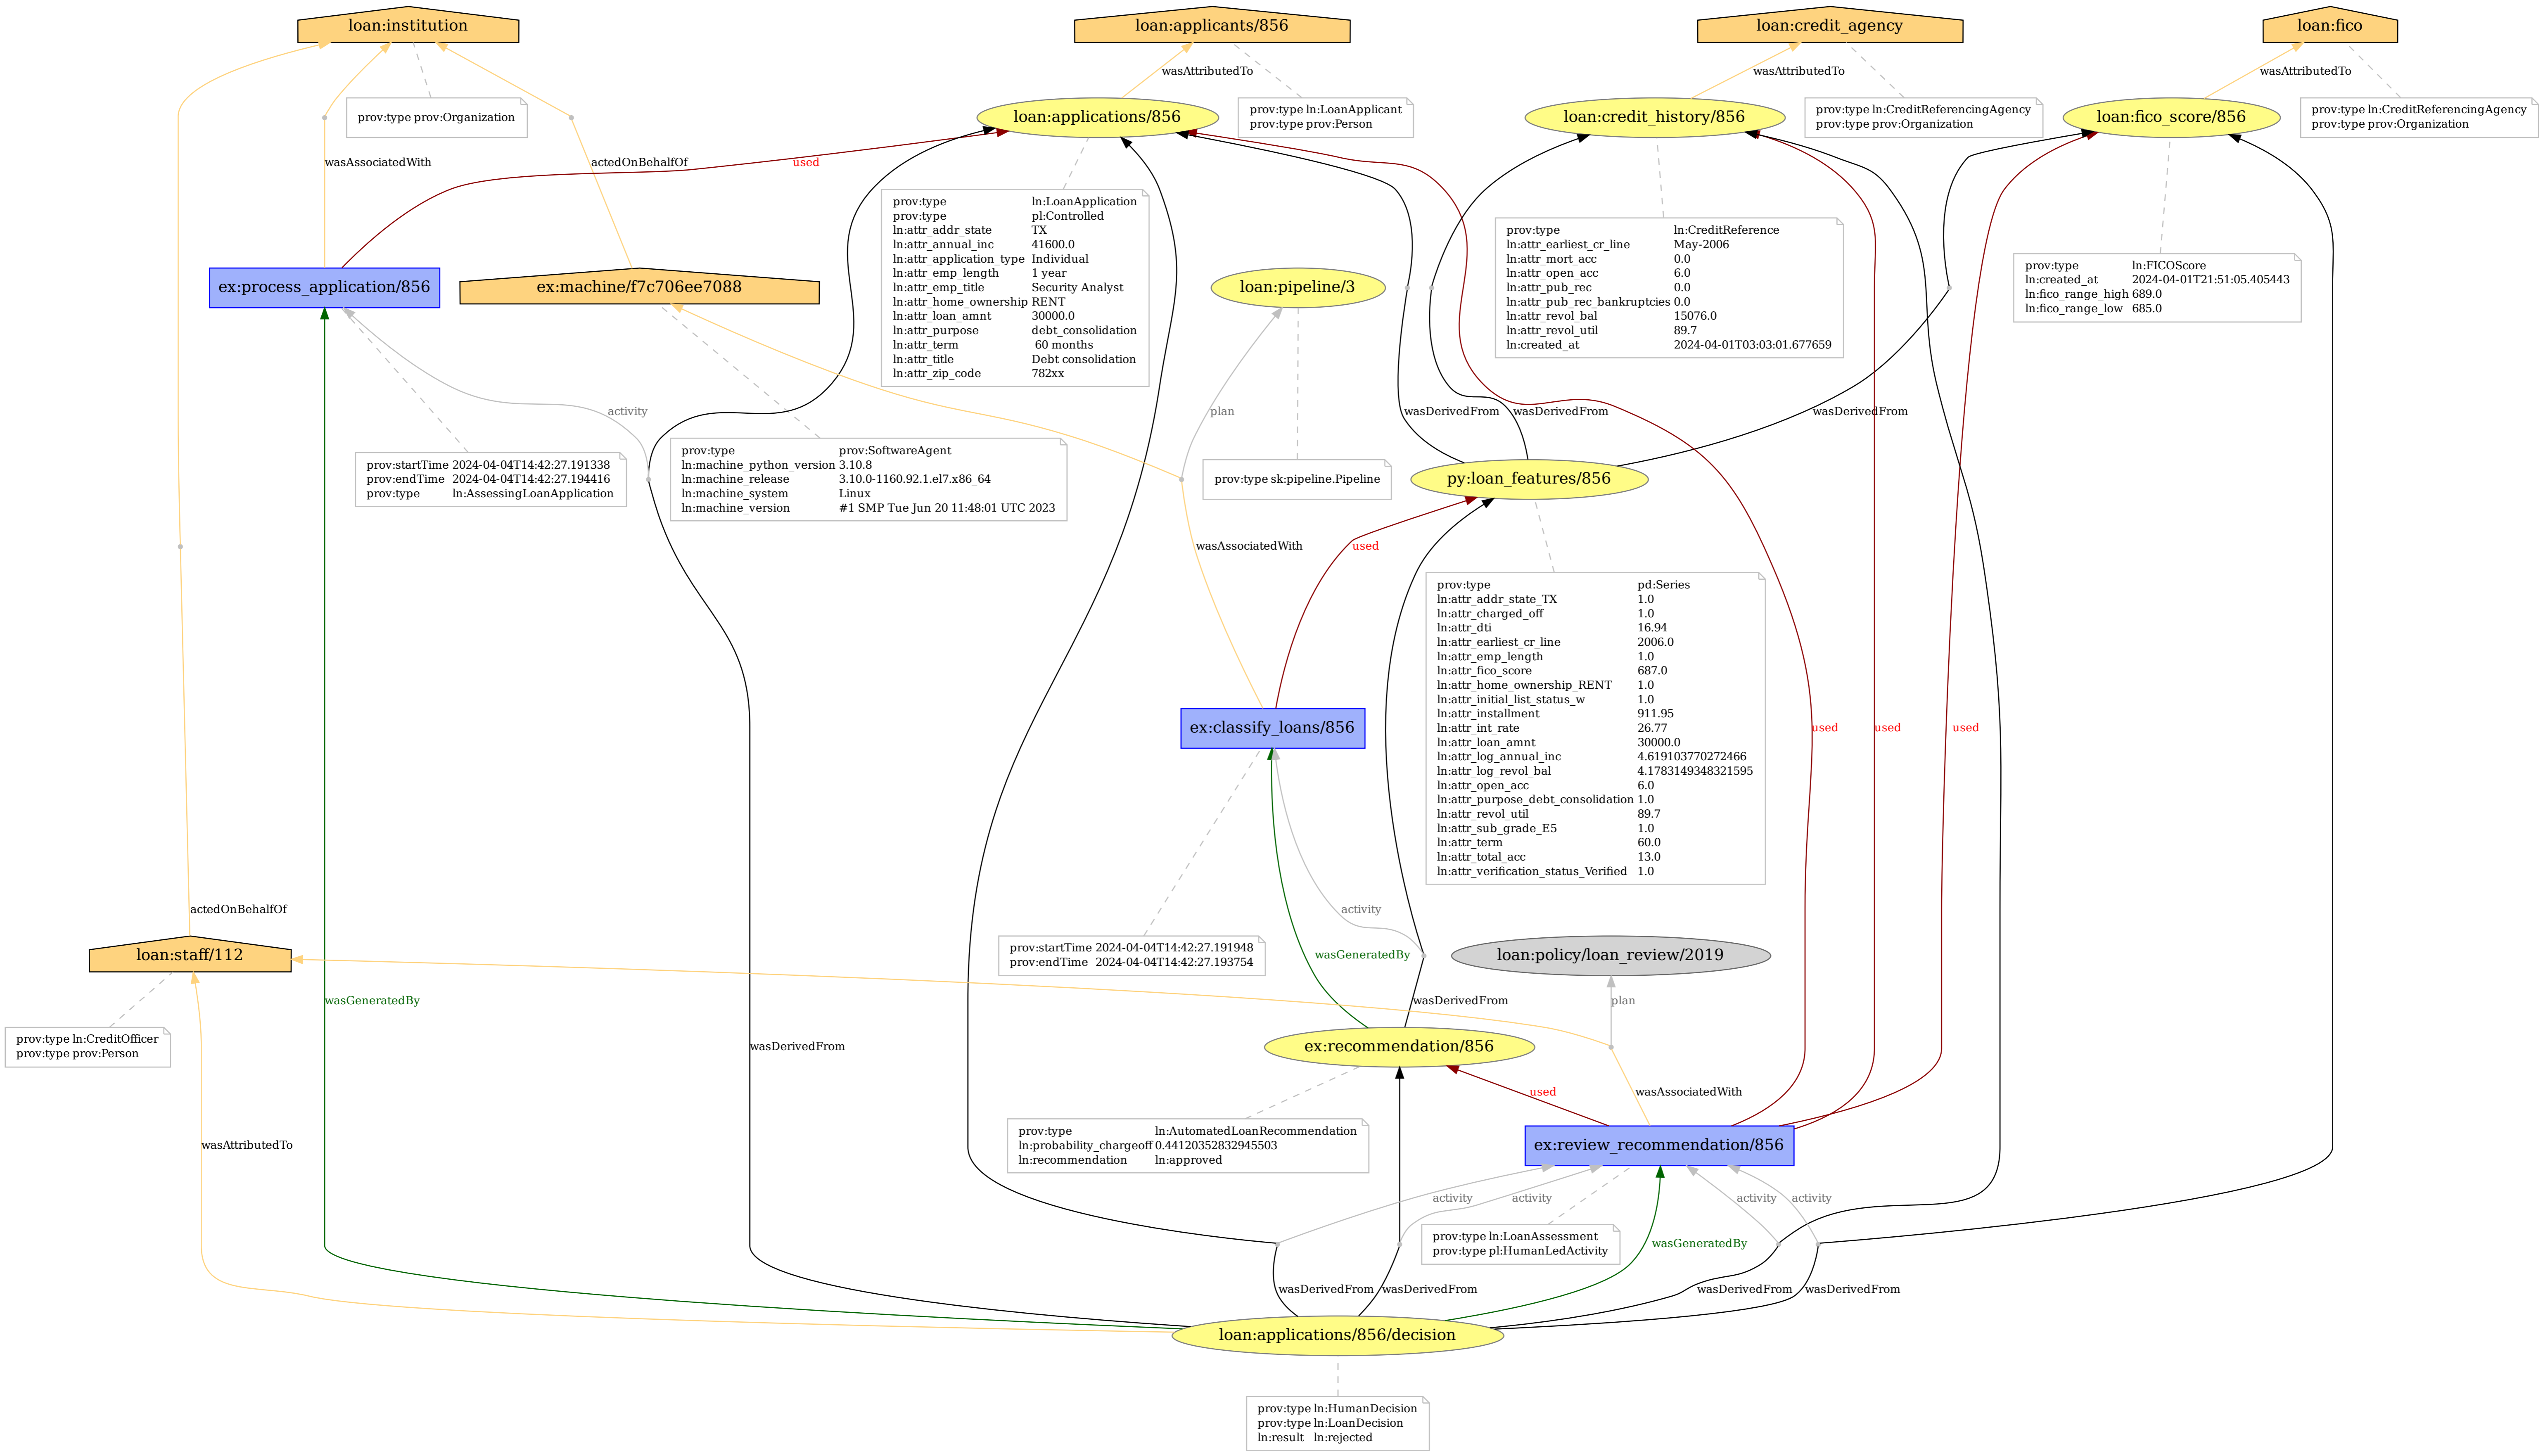 loan:institution
loan:applicants/856
loan:credit_agency
loan:fico
wasAttributedTo
wasAttributedTo
wasAttributedTo
prov:type prov:Organization
loan:applications/856
prov:type ln:LoanApplicant
prov:type prov:Person
loan:credit_history/856
prov:type ln:CreditReferencingAgency
prov:type prov:Organization
loan:fico_score/856
prov:type ln:CreditReferencingAgency
prov:type prov:Organization
wasAssociatedWith
actedOnBehalfOf
used
prov:type ln:LoanApplication
prov:type pl:Controlled
ln:attr_addr_state TX
ln:attr_annual_inc 41600.0
ln:attr_application_type Individual
ln:attr_emp_length 1 year
ln:attr_emp_title Security Analyst
ln:attr_home_ownership RENT
ln:attr_loan_amnt 30000.0
ln:attr_purpose debt_consolidation
ln:attr_term 60 months
ln:attr_title Debt consolidation
ln:attr_zip_code 782xx
prov:type ln:CreditReference
ln:attr_earliest_cr_line May-2006
ln:attr_mort_acc 0.0
ln:attr_open_acc 6.0
ln:attr_pub_rec 0.0
ln:attr_pub_rec_bankruptcies 0.0
ln:attr_revol_bal 15076.0
ln:attr_revol_util 89.7
ln:created_at 2024-04-01T03:03:01.677659
prov:type ln:FICOScore
ln:created_at 2024-04-01T21:51:05.405443
ln:fico_range_high 689.0
ln:fico_range_low 685.0
ex:process_application/856
ex:machine/f7c706ee7088
loan:pipeline/3
activity
plan
wasDerivedFrom
wasDerivedFrom
wasDerivedFrom
prov:startTime 2024-04-04T14:42:27.191338
prov:endTime 2024-04-04T14:42:27.194416
prov:type ln:AssessingLoanApplication
prov:type prov:SoftwareAgent
ln:machine_python_version 3.10.8
ln:machine_release 3.10.0-1160.92.1.el7.x86_64
ln:machine_system Linux
ln:machine_version #1 SMP Tue Jun 20 11:48:01 UTC 2023
prov:type sk:pipeline.Pipeline
py:loan_features/856
wasAssociatedWith
used
prov:type pd:Series
ln:attr_addr_state_TX 1.0
ln:attr_charged_off 1.0
ln:attr_dti 16.94
ln:attr_earliest_cr_line 2006.0
ln:attr_emp_length 1.0
ln:attr_fico_score 687.0
ln:attr_home_ownership_RENT 1.0
ln:attr_initial_list_status_w 1.0
ln:attr_installment 911.95
ln:attr_int_rate 26.77
ln:attr_loan_amnt 30000.0
ln:attr_log_annual_inc 4.619103770272466
ln:attr_log_revol_bal 4.1783149348321595
ln:attr_open_acc 6.0
ln:attr_purpose_debt_consolidation 1.0
ln:attr_revol_util 89.7
ln:attr_sub_grade_E5 1.0
ln:attr_term 60.0
ln:attr_total_acc 13.0
ln:attr_verification_status_Verified 1.0
ex:classify_loans/856
used
used
used
actedOnBehalfOf
activity
loan:staff/112
prov:startTime 2024-04-04T14:42:27.191948
prov:endTime 2024-04-04T14:42:27.193754
wasGeneratedBy
loan:policy/loan_review/2019
wasGeneratedBy
wasDerivedFrom
plan
prov:type ln:CreditOfficer
prov:type prov:Person
wasDerivedFrom
ex:recommendation/856
used
wasAssociatedWith
wasAttributedTo
prov:type ln:AutomatedLoanRecommendation
ln:probability_chargeoff 0.44120352832945503
ln:recommendation ln:approved
ex:review_recommendation/856
activity
activity
activity
activity
prov:type ln:LoanAssessment
prov:type pl:HumanLedActivity
wasGeneratedBy
wasDerivedFrom
wasDerivedFrom
wasDerivedFrom
wasDerivedFrom
loan:applications/856/decision
prov:type ln:HumanDecision
prov:type ln:LoanDecision
ln:result ln:rejected